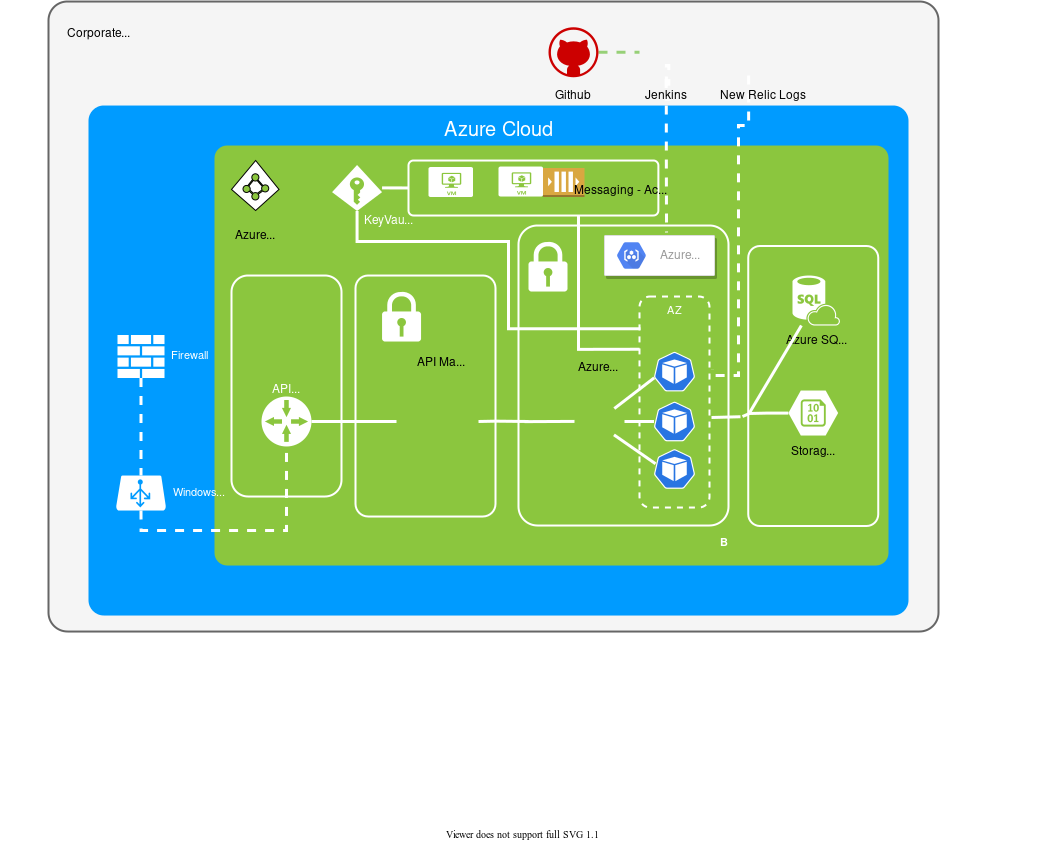 Corporate...
Github
Jenkins
New Relic Logs
Azure Cloud
VM
VM
Messaging - Ac...
KeyVau...
Azure...
Azure...
AZ
SQL
Azure SQ...
Firewall
API Ma...
Azure...
API...
10
01
Storag...
Windows...
B
Viewer does not support full SVG 1.1